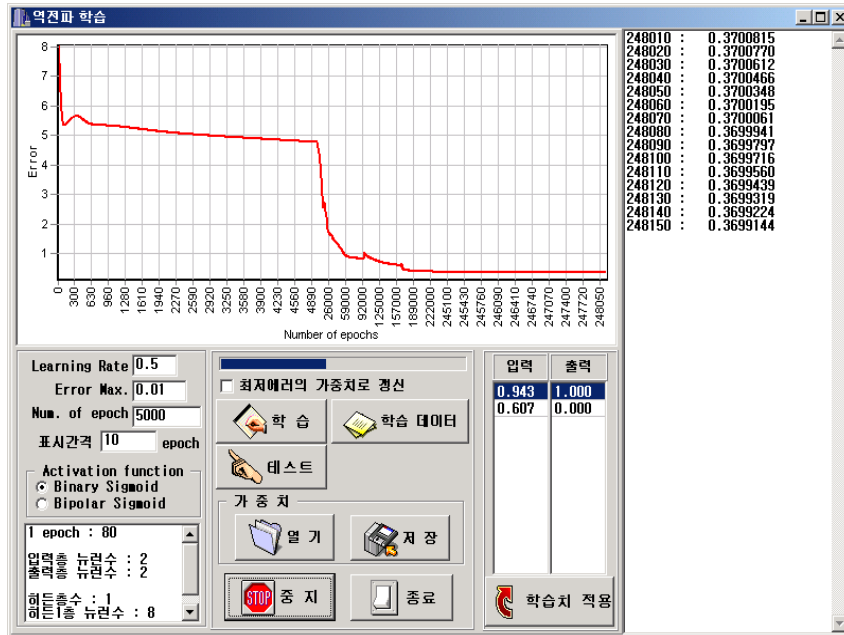 역전파 학습
8
7
6
5
4
3
2
1
Error
0 300 630 960 1280 1610 1940 2270 2590 2920 3250 3580 3900 4230 4560 4890 26000 59000 92000 125000 157000 189000 222000 245100 245430 245760 246090 246410 246740 247070 247400 247720 248050
Number of epochs
248010 : 0.3700815
248020 : 0.3700770
248030 : 0.3700612
248040 : 0.3700466
248050 : 0.3700348
248060 : 0.3700195
248070 : 0.3700061
248080 : 0.3699941
248090 : 0.3699797
248100 : 0.3699716
248110 : 0.3699560
248120 : 0.3699439
248130 : 0.3699319
248140 : 0.3699224
248150 : 0.3699144
Learning Rate 0.5
Error Max. 0.01
Num. of epoch 5000
표시간격 10 epoch
Activation function
Binary Sigmoid
Bipolar Sigmoid
1 epoch : 80
입력층 뉴런수 : 2
출력층 뉴런수 : 2
히든층수 : 1
히든1층 뉴런수 : 8
최저에러의 가중치로 갱신
학 습
학습 데이터
테스트
가 중 치
열 기
저 장
STOP 중 지
종료
입력 출력
0.943 1.000
0.607 0.000
학습치 적용